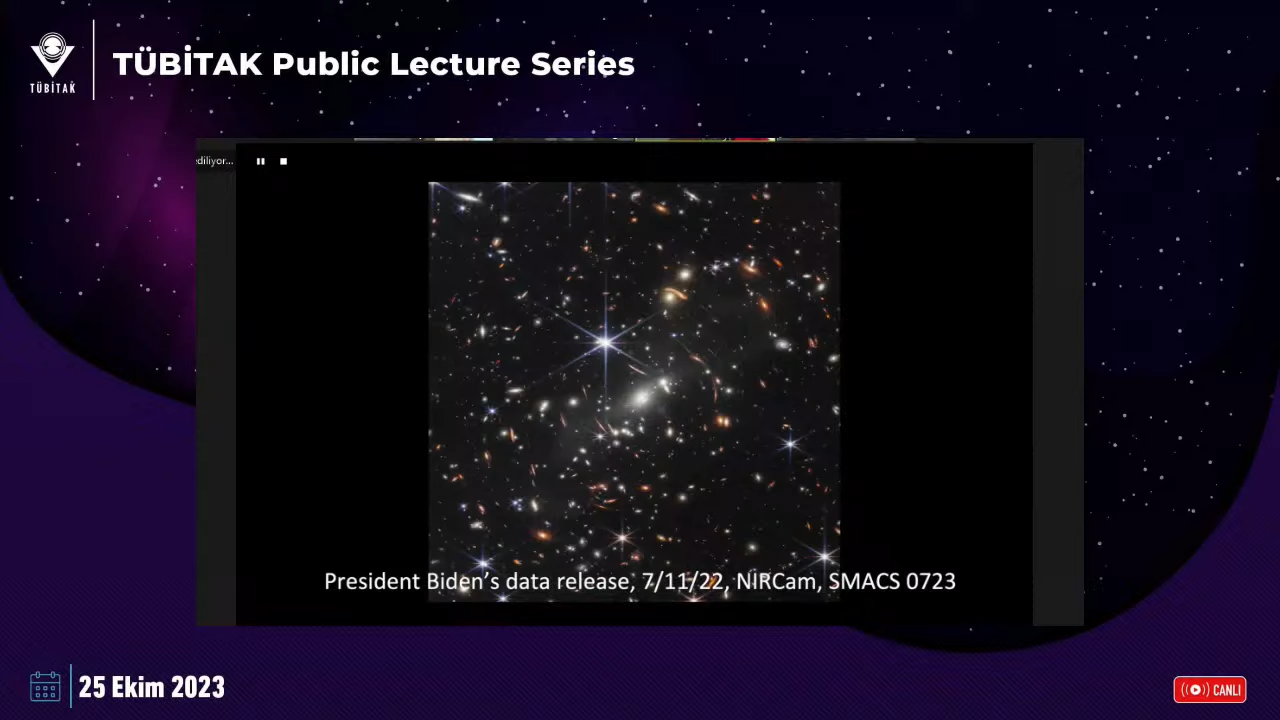 TÜBİTAK
TÜBİTAK Public Lecture Series
ediliyor...
President Biden's data release, 7/11/22, NIRCam, SMACS 0723
25 Ekim 2023
CANLI